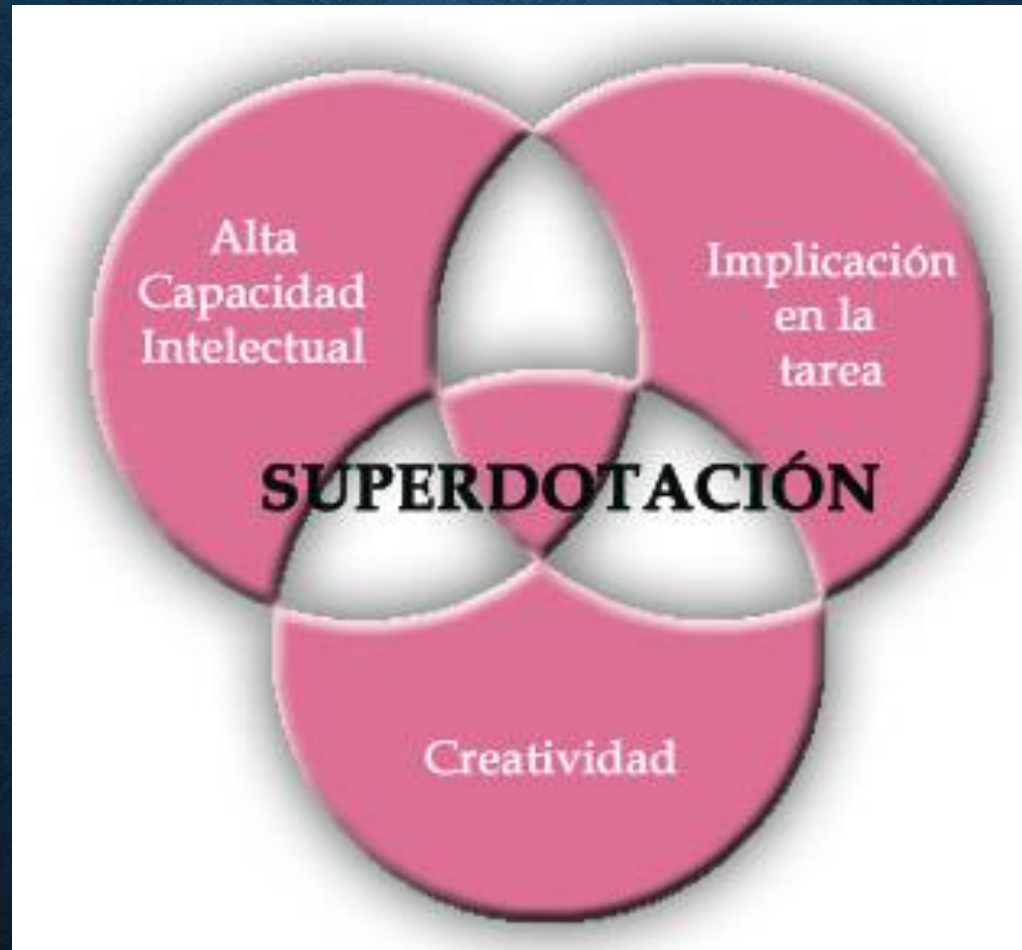 Alta
Capacidad
Intelectual
Implicación
en la
tarea
SUPERDOTACIÓN
Creatividad